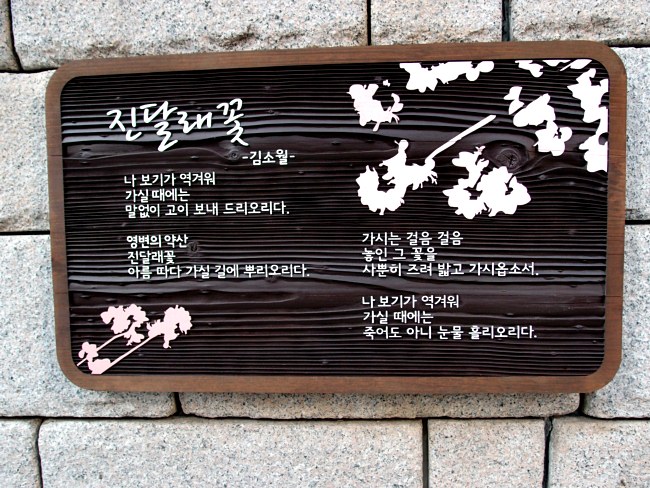 진달래꽃
-김소월-
나 보기가 역겨워
가실 때에는
말없이 고이 보내 드리오리다.
영변의 약산
진달래꽃
아름 따다 가실 길에 뿌리오리다.
가시는 걸음 걸음
놓인 그 꽃을
사뿐히 즈려 밟고 가시옵소서.
나 보기가 역겨워
가실 때에는
죽어도 아니 눈물 흘리오리다.